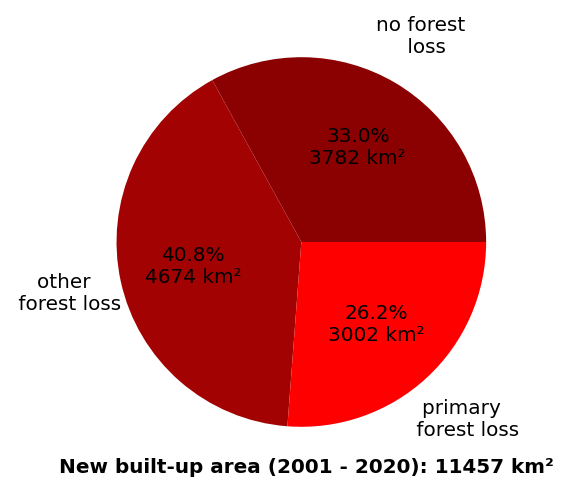 no forest
loss
33.0%
3782 km²
40.8%
4674 km²
other
forest loss
26.2%
3002 km²
primary
forest loss
New built-up area (2001 - 2020): 11457 km²